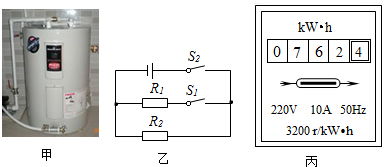 甲
S₂
R₁
S₁
R₂
乙
kW•h
0 7 6 2 4
220V 10A 50Hz
3200 r/kW•h
丙